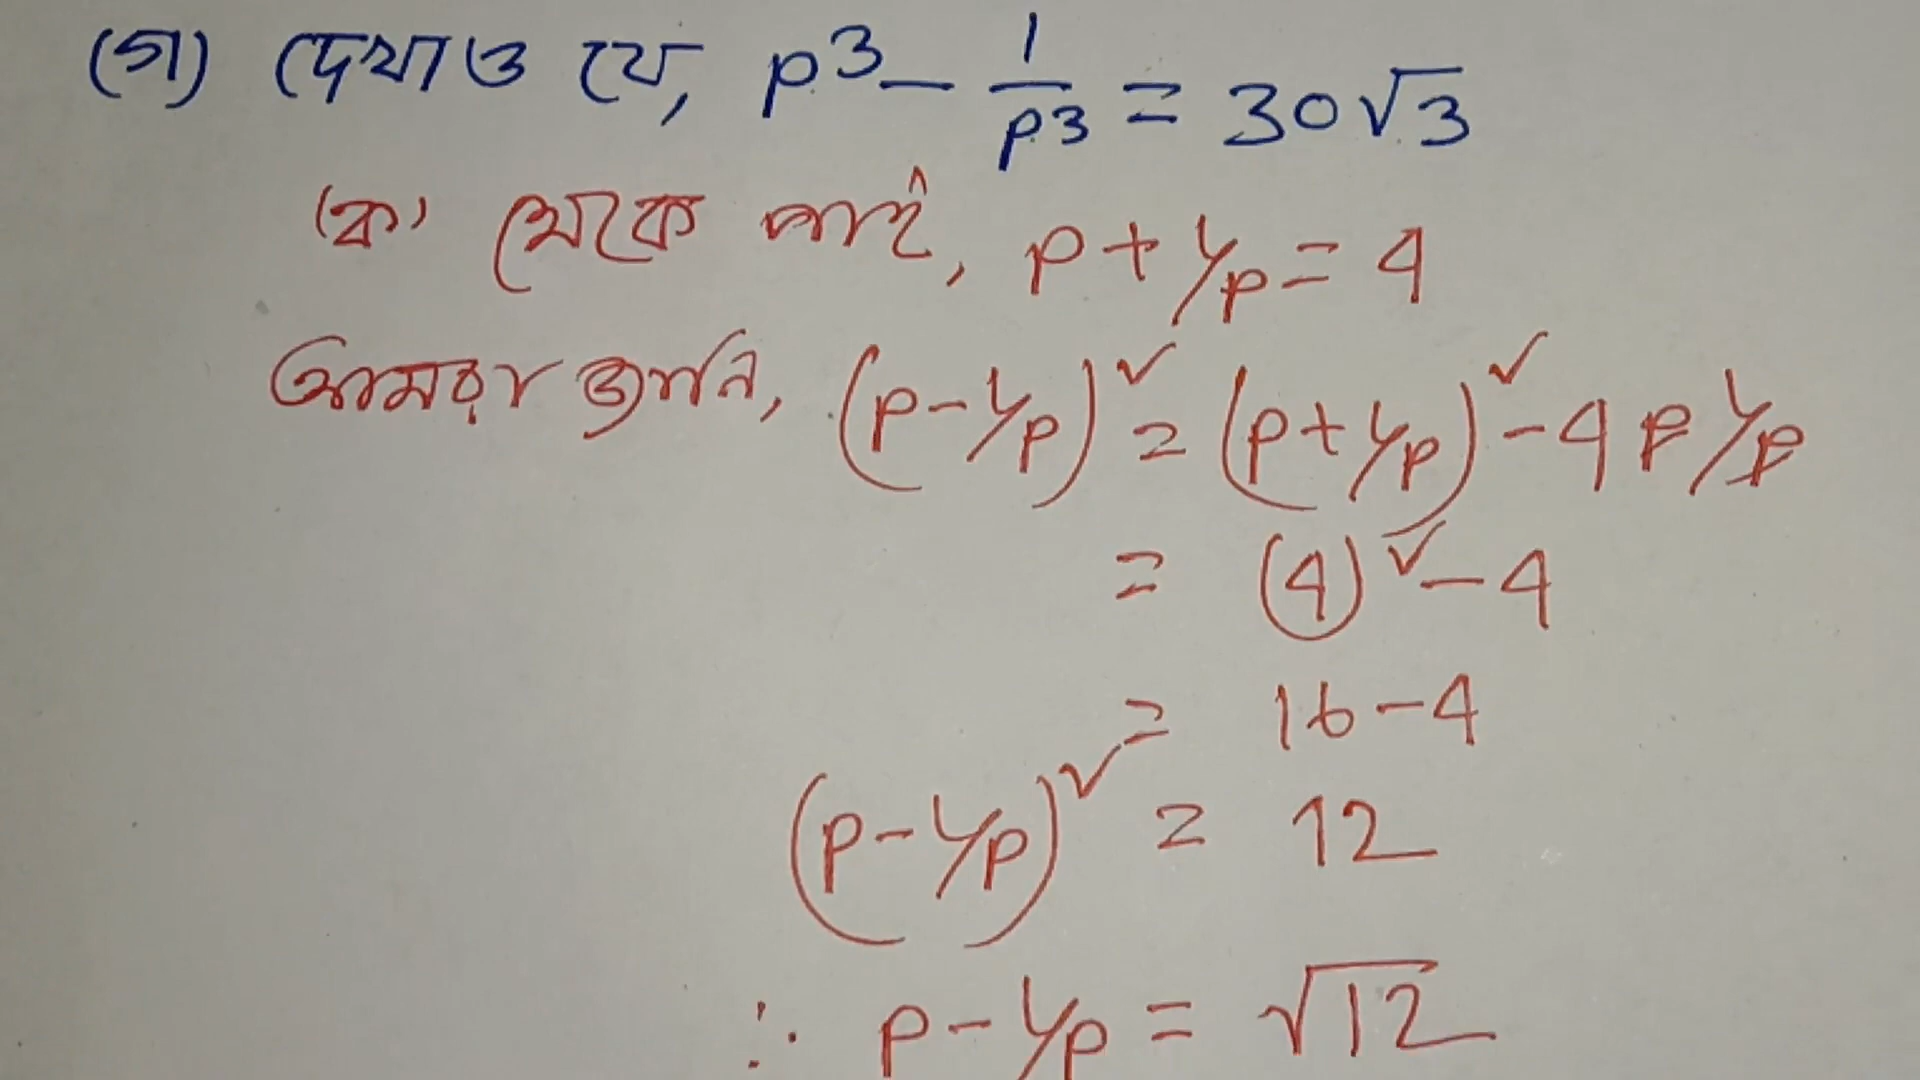 (গ) দেখাও যে, p³ - 1/p³ = 30√3
(ক) থেকে পাই, p + 1/p = 4
আমরা জানি, (p - 1/p)² = (p + 1/p)² - 4 p 1/p
= (4)² - 4
= 16 - 4
(p - 1/p)² = 12
∴ p - 1/p = √12